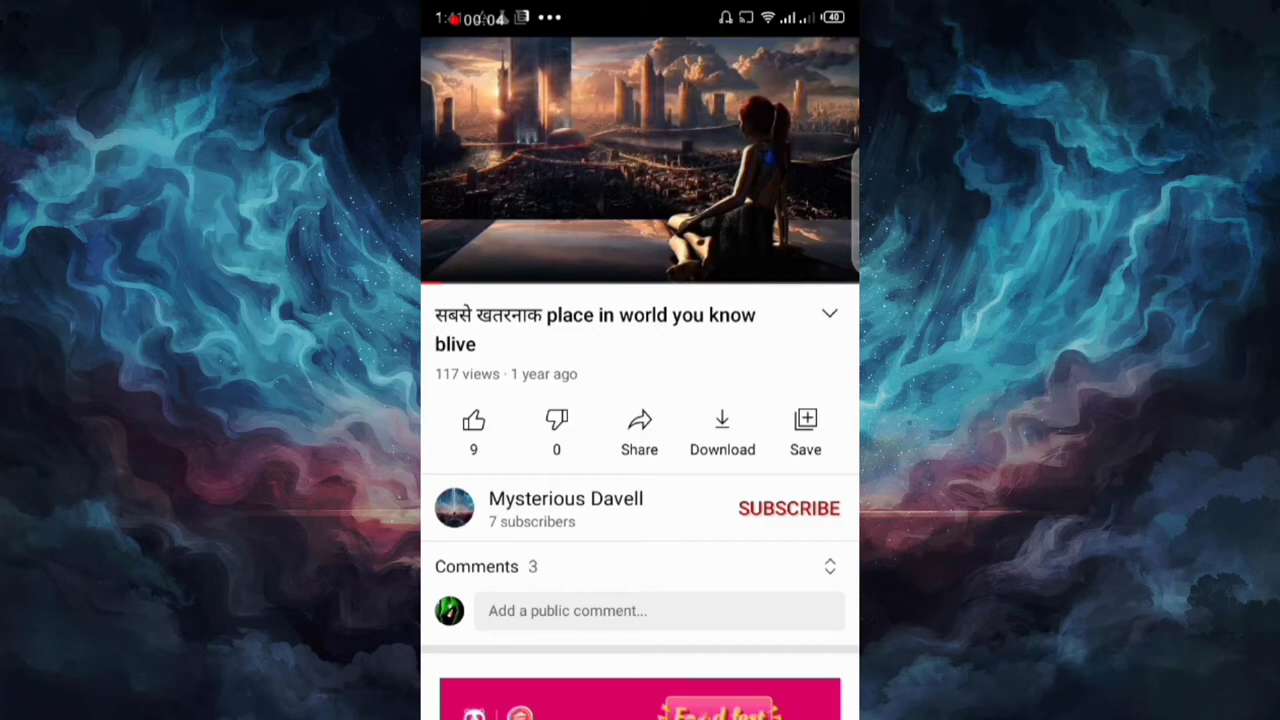 00:04
40
सबसे खतरनाक place in world you know
blive
117 views · 1 year ago
9
0
Share
Download
Save
Mysterious Davell
7 subscribers
SUBSCRIBE
Comments 3
Add a public comment...